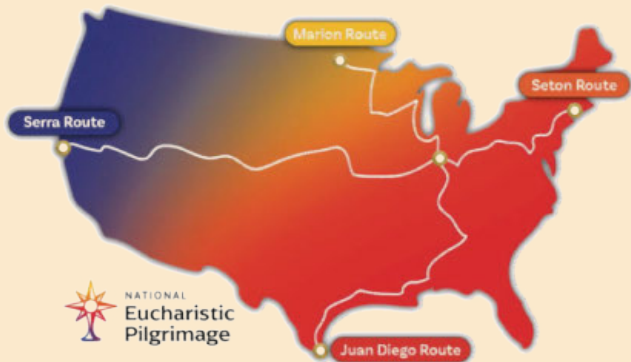 Marion Route
Seton Route
Serra Route
NATIONAL
Eucharistic
Pilgrimage
Juan Diego Route